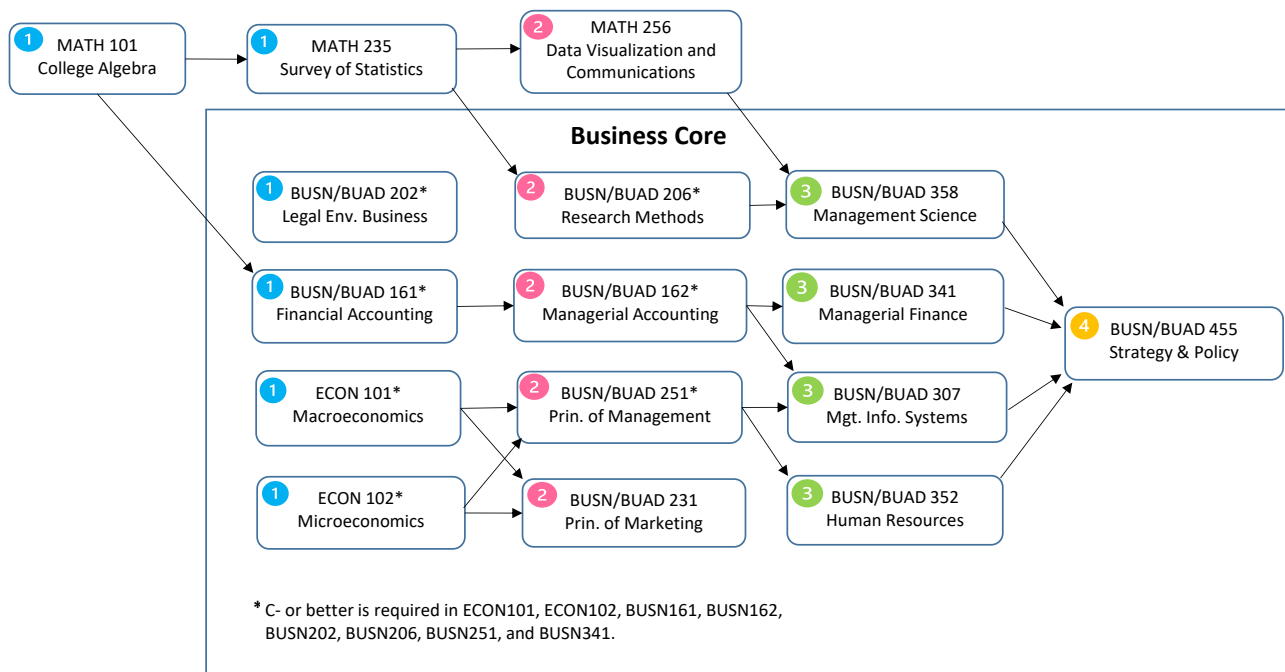 1
MATH 101
College Algebra
1
MATH 235
Survey of Statistics
2
MATH 256
Data Visualization and
Communications
Business Core
1
BUSN/BUAD 202*
Legal Env. Business
2
BUSN/BUAD 206*
Research Methods
3
BUSN/BUAD 358
Management Science
1
BUSN/BUAD 161*
Financial Accounting
2
BUSN/BUAD 162*
Managerial Accounting
3
BUSN/BUAD 341
Managerial Finance
4
BUSN/BUAD 455
Strategy & Policy
1
ECON 101*
Macroeconomics
2
BUSN/BUAD 251*
Prin. of Management
3
BUSN/BUAD 307
Mgt. Info. Systems
1
ECON 102*
Microeconomics
2
BUSN/BUAD 231
Prin. of Marketing
3
BUSN/BUAD 352
Human Resources
* C- or better is required in ECON101, ECON102, BUSN161, BUSN162,
BUSN202, BUSN206, BUSN251, and BUSN341.